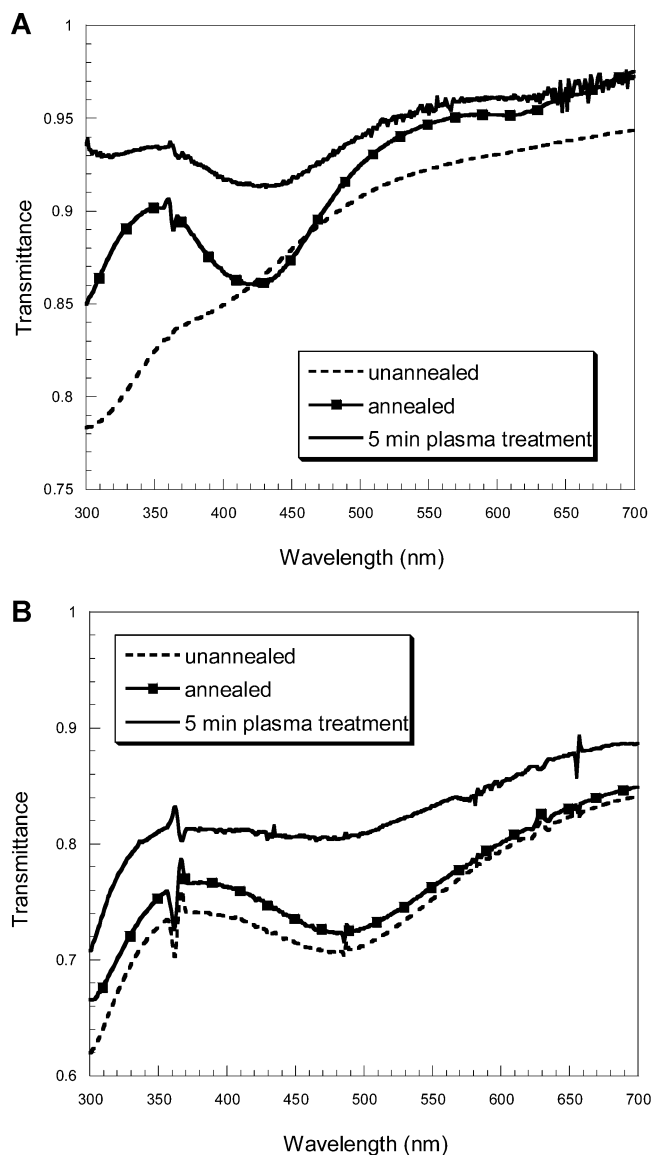 A
1
0.95
0.9
0.85
0.8
0.75
Transmittance
unannealed
annealed
5 min plasma treatment
300 350 400 450 500 550 600 650 700
Wavelength (nm)
B
1
0.9
0.8
0.7
0.6
Transmittance
unannealed
annealed
5 min plasma treatment
300 350 400 450 500 550 600 650 700
Wavelength (nm)